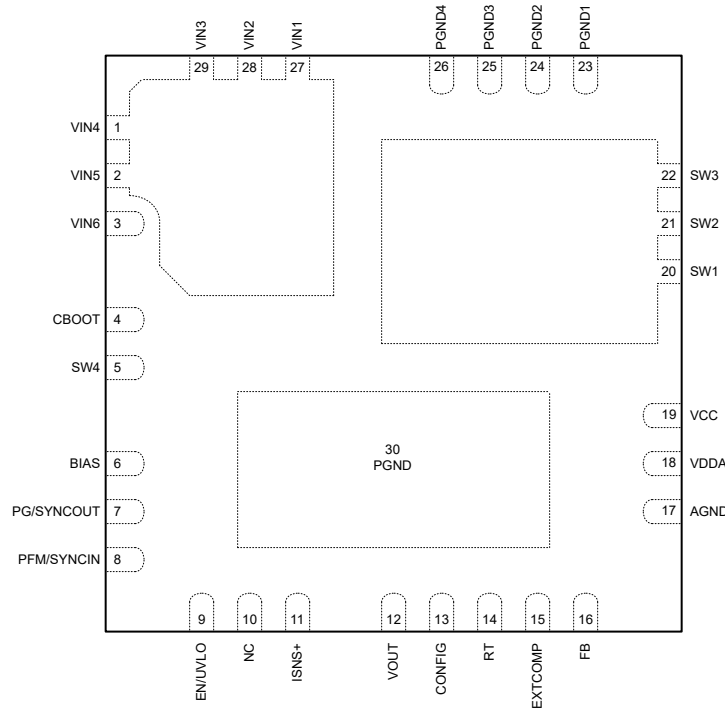 VIN3 VIN2 VIN1 PGND4 PGND3 PGND2 PGND1
29 28 27 26 25 24 23
VIN4 1
VIN5 2
22 SW3
VIN6 3
21 SW2
20 SW1
CBOOT 4
SW4 5
19 VCC
BIAS 6
30
PGND
18 VDDA
PG/SYNCOUT 7
17 AGND
PFM/SYNCIN 8
9 10 11 12 13 14 15 16
EN/UVLO NC ISNS+ VOUT CONFIG RT EXTCOMP FB